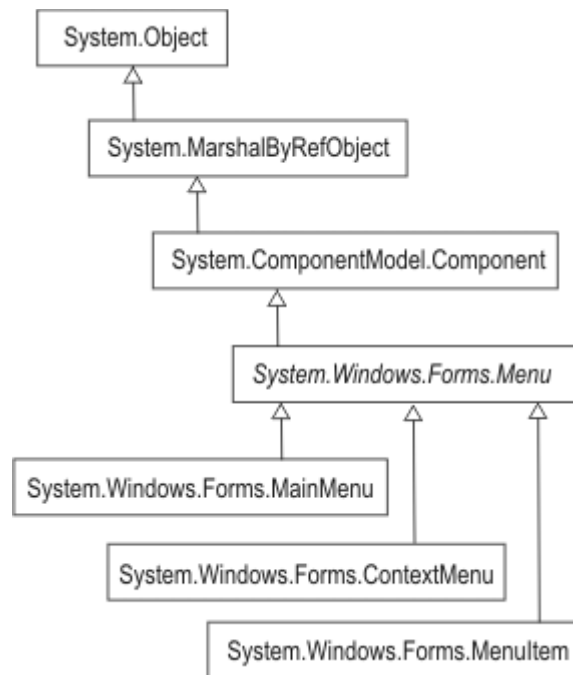 System.Object
System.MarshalByRefObject
System.ComponentModel.Component
System.Windows.Forms.Menu
System.Windows.Forms.MainMenu
System.Windows.Forms.ContextMenu
System.Windows.Forms.MenuItem